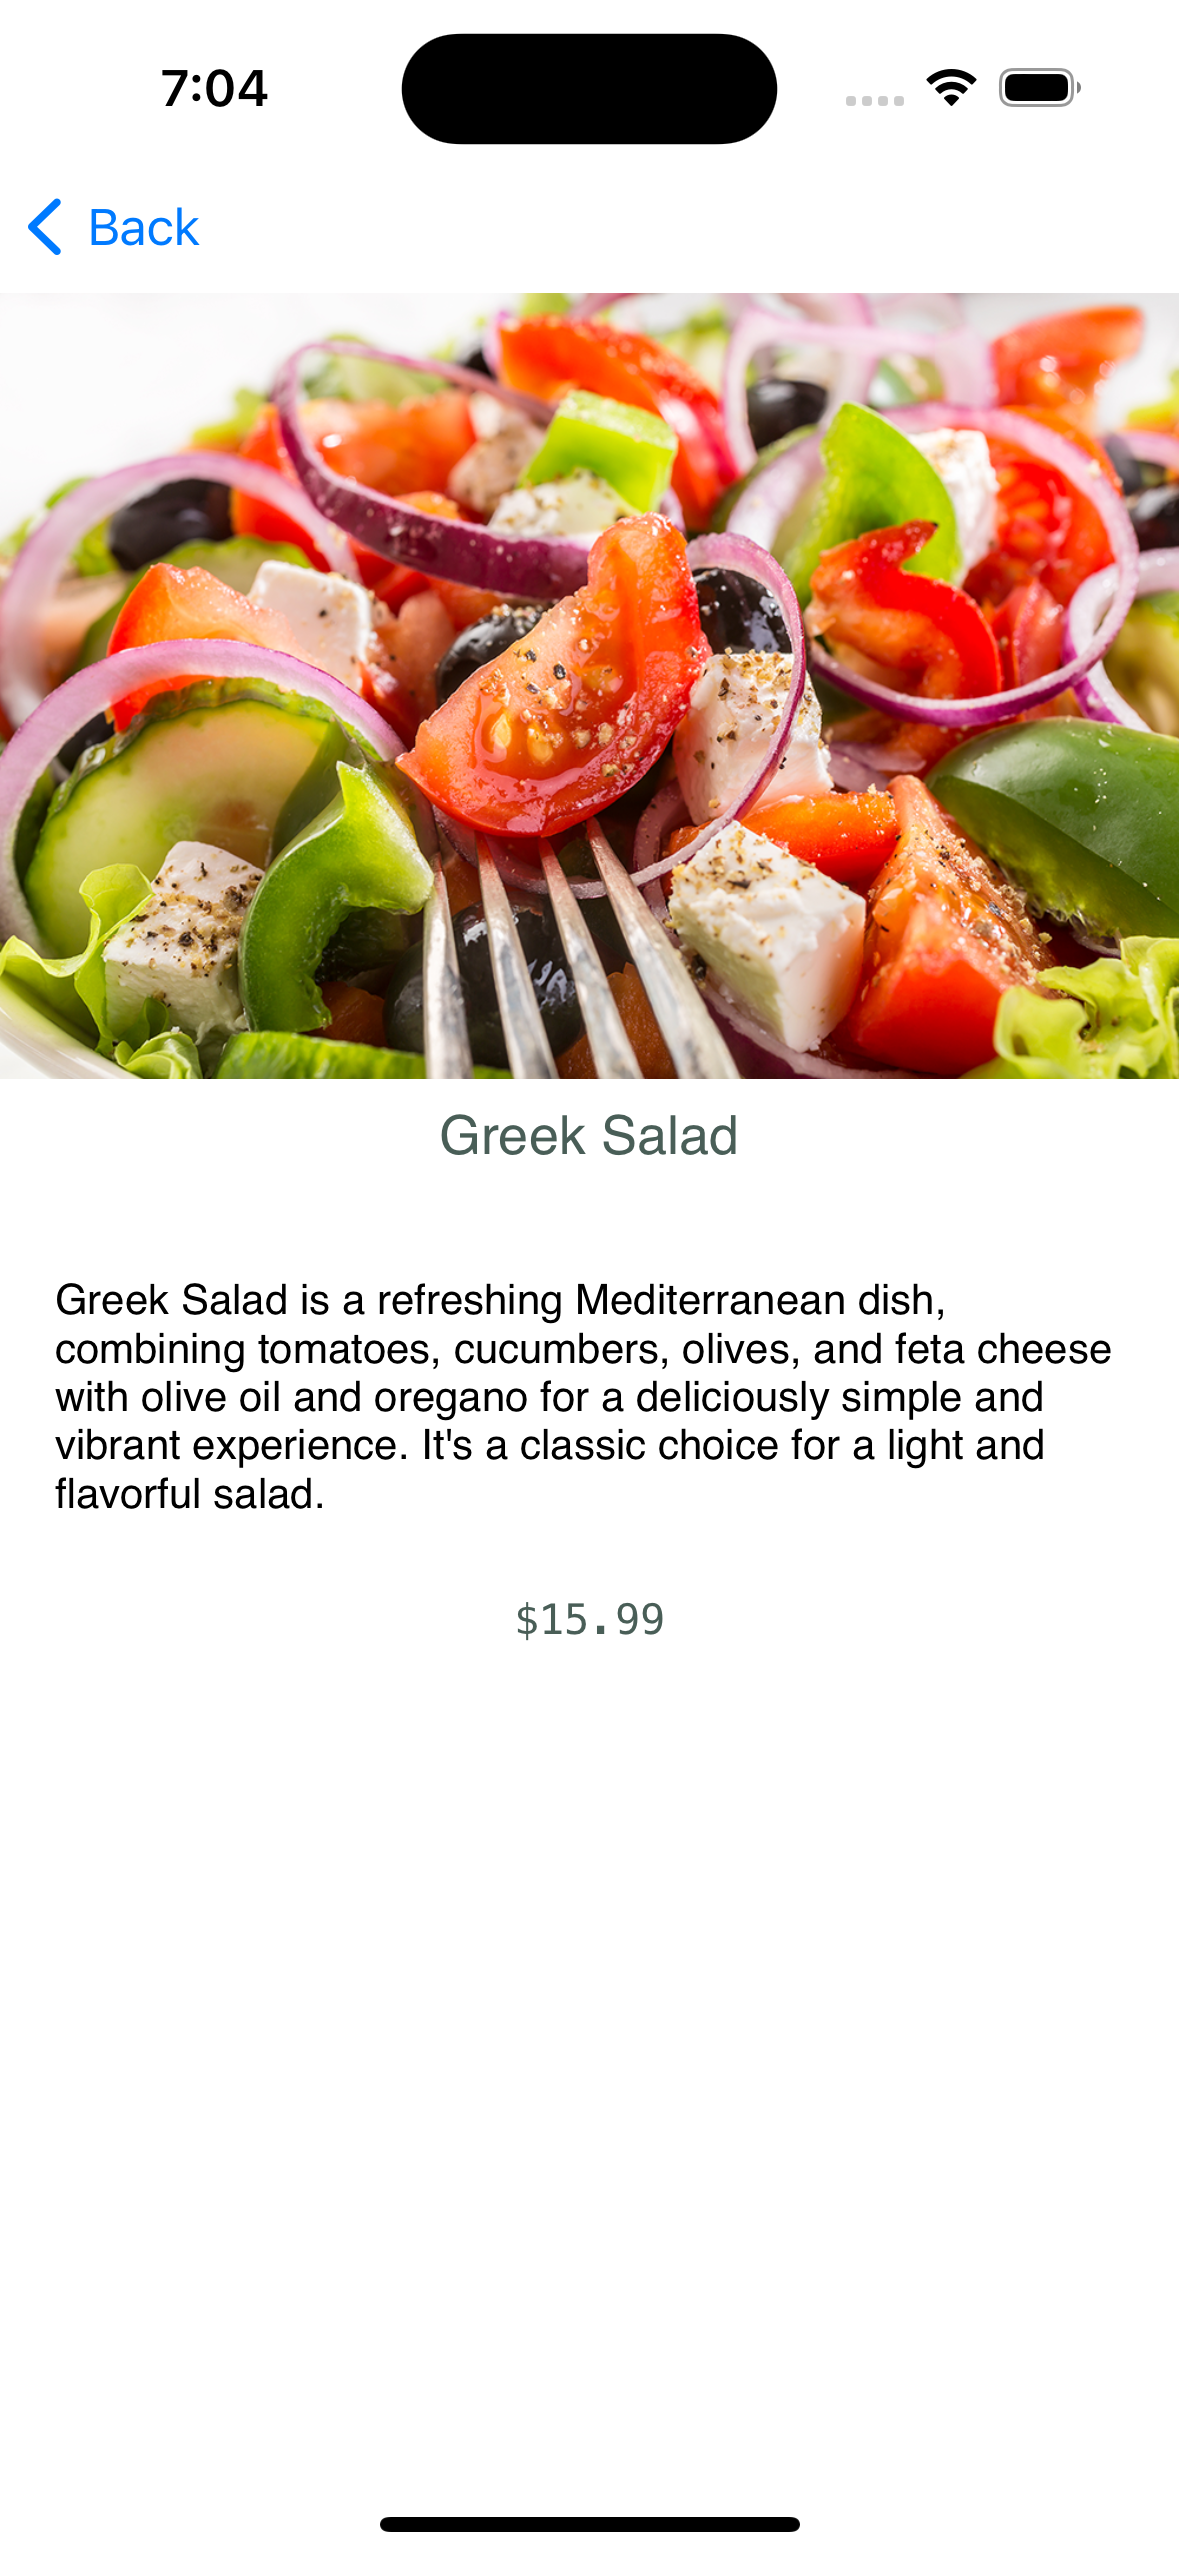 7:04
Back
Greek Salad
Greek Salad is a refreshing Mediterranean dish,
combining tomatoes, cucumbers, olives, and feta cheese
with olive oil and oregano for a deliciously simple and
vibrant experience. It's a classic choice for a light and
flavorful salad.
$15.99